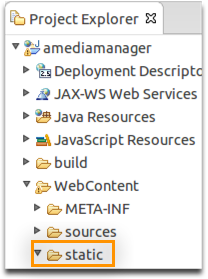 Project Explorer
amediamanager
Deployment Descripto
JAX-WS Web Services
Java Resources
JavaScript Resources
build
WebContent
META-INF
sources
static